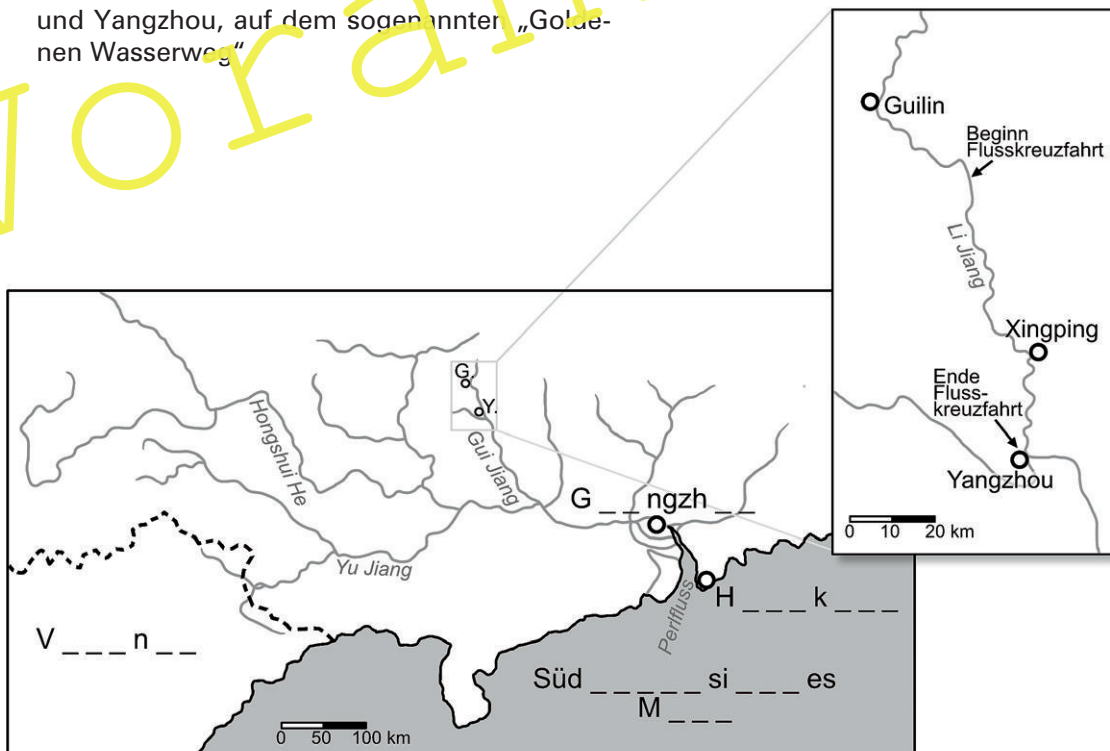 und Yangzhou, auf dem sogenannten „Golde-
nen Wasserweg“
Guilin
Beginn
Flusskreuzfahrt
Li Jiang
Xingping
Ende
Fluss-
kreuzfahrt
Yangzhou
0 10 20 km
G.
Y.
Hongshui He
Gui Jiang
G _ _ ngzh _ _
Yu Jiang
Perlfluss
H _ _ _ k _ _ _
V _ _ _ n _ _
Süd _ _ _ _ _ si _ _ _ es
M _ _ _
0 50 100 km